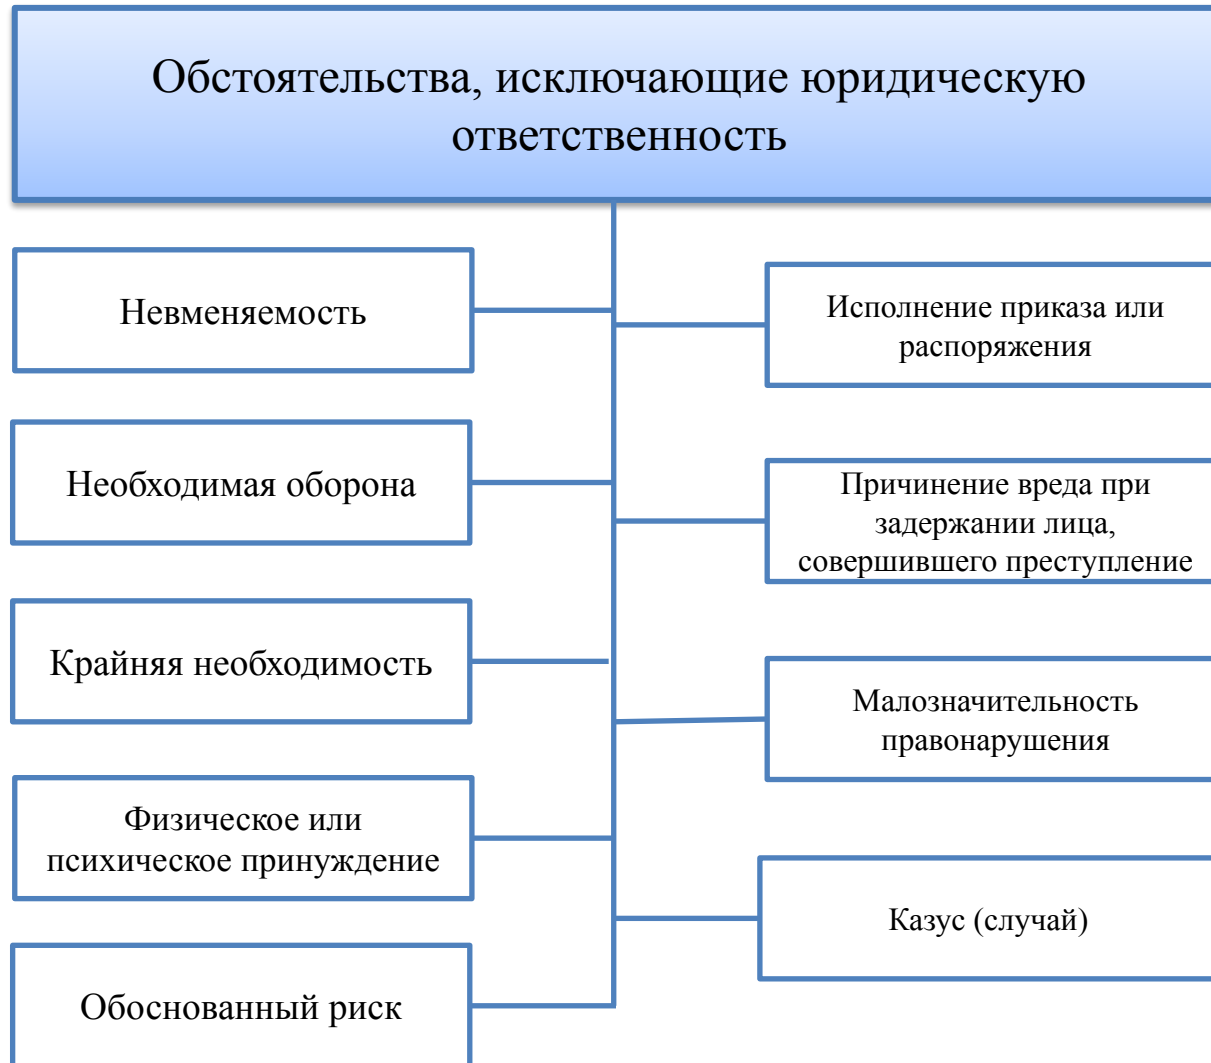 Обстоятельства, исключающие юридическую
ответственность
Невменяемость
Необходимая оборона
Крайняя необходимость
Физическое или
психическое принуждение
Обоснованный риск
Исполнение приказа или
распоряжения
Причинение вреда при
задержании лица,
совершившего преступление
Малозначительность
правонарушения
Казус (случай)